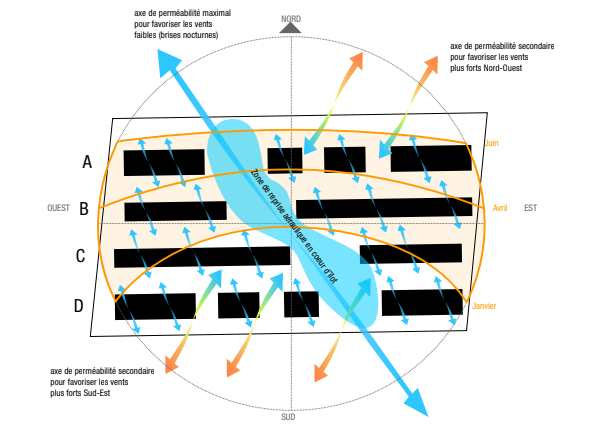 axe de perméabilité maximal
pour favoriser les vents
faibles (brises nocturnes)
NORD
axe de perméabilité secondaire
pour favoriser les vents
plus forts Nord-Ouest
Juin
A
Zone de reprise aéraulique en coeur d'îlot
OUEST
B
Avril
EST
C
D
Janvier
axe de perméabilité secondaire
pour favoriser les vents
plus forts Sud-Est
SUD